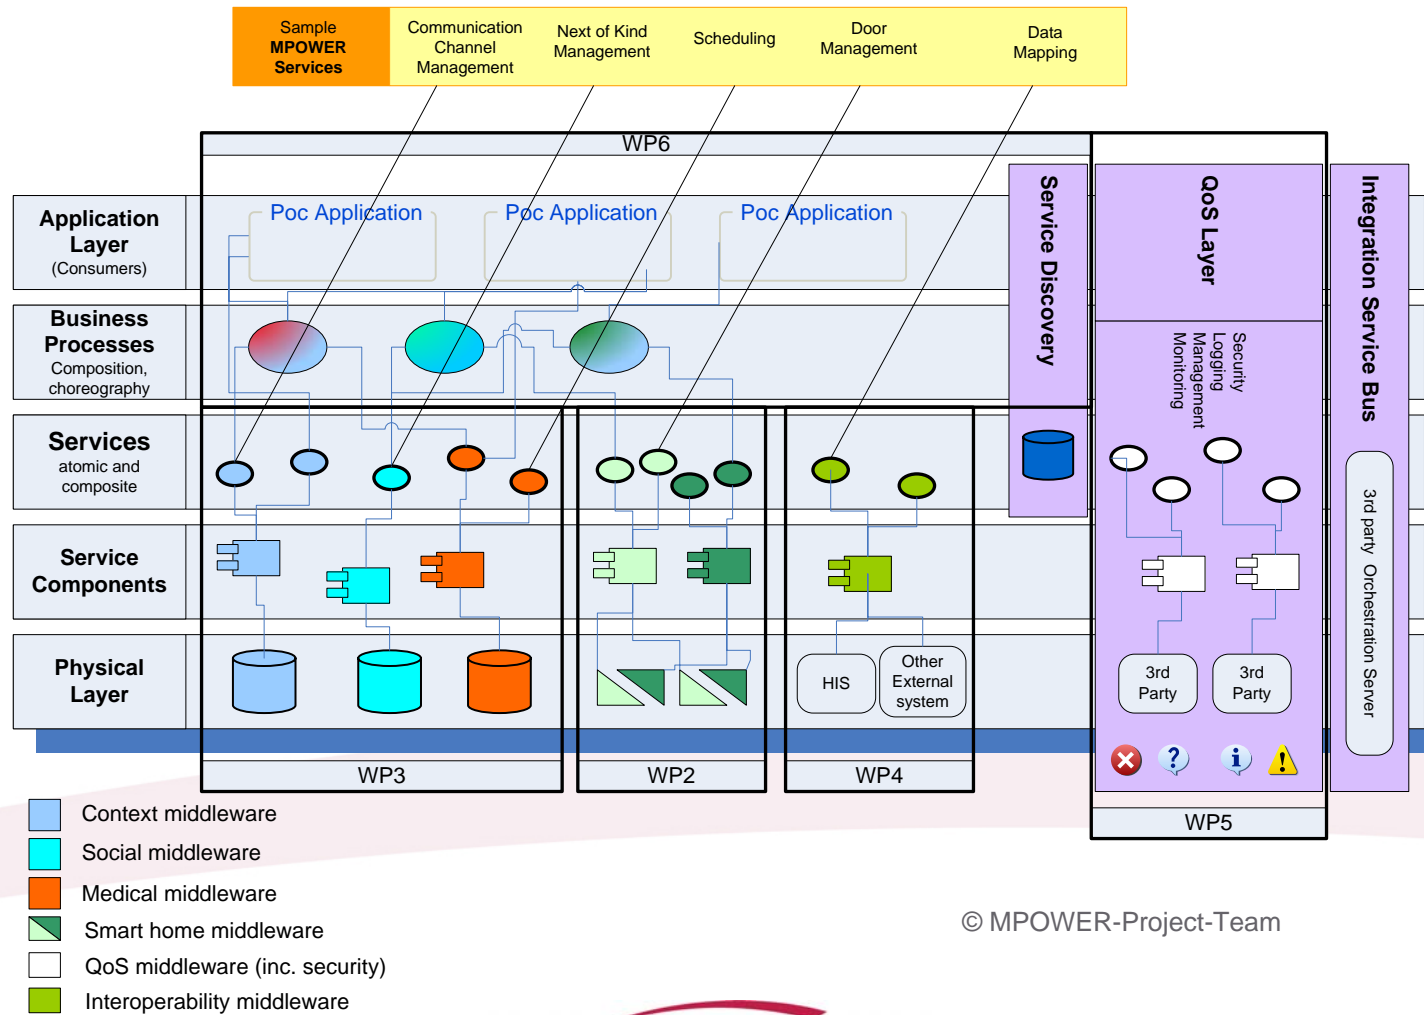 Sample
MPOWER
Services
Communication
Channel
Management
Next of Kind
Management
Scheduling
Door
Management
Data
Mapping
WP6
Application
Layer
(Consumers)
Poc Application
Poc Application
Poc Application
Service Discovery
QoS Layer
Integration Service Bus
Business
Processes
Composition,
choreography
Security
Logging
Management
Monitoring
Services
atomic and
composite
3rd party Orchestration Server
Service
Components
Physical
Layer
HIS
Other
External
system
3rd
Party
3rd
Party
WP3
WP2
WP4
WP5
Context middleware
Social middleware
Medical middleware
Smart home middleware
QoS middleware (inc. security)
Interoperability middleware
© MPOWER-Project-Team